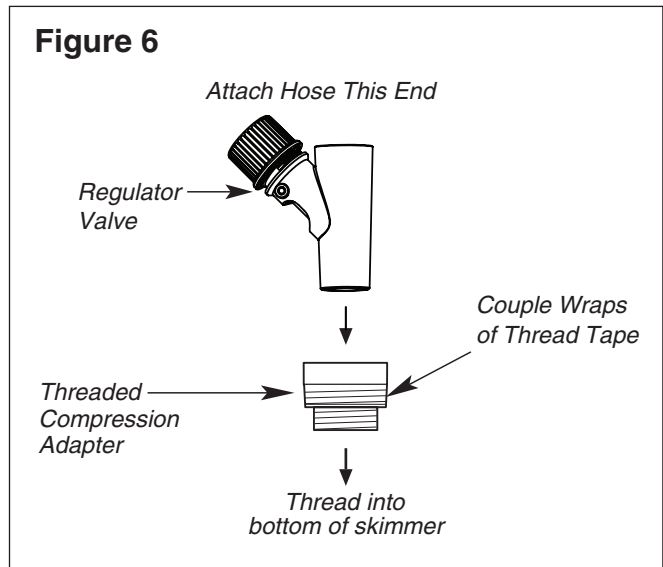 Figure 6
Attach Hose This End
Regulator
Valve
Couple Wraps
of Thread Tape
Threaded
Compression
Adapter
Thread into
bottom of skimmer